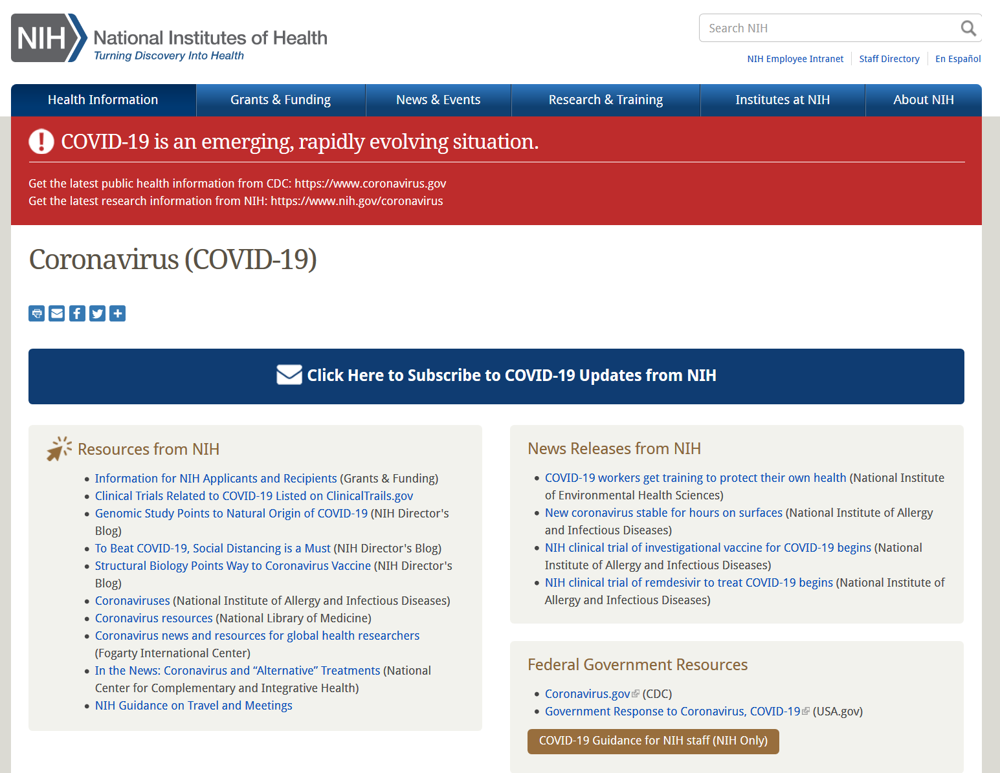 NIH National Institutes of Health
Turning Discovery Into Health
Search NIH
NIH Employee Intranet Staff Directory En Español
Health Information Grants & Funding News & Events Research & Training Institutes at NIH About NIH
COVID-19 is an emerging, rapidly evolving situation.
Get the latest public health information from CDC: https://www.coronavirus.gov
Get the latest research information from NIH: https://www.nih.gov/coronavirus
Coronavirus (COVID-19)
Click Here to Subscribe to COVID-19 Updates from NIH
Resources from NIH
Information for NIH Applicants and Recipients (Grants & Funding)
Clinical Trials Related to COVID-19 Listed on ClinicalTrails.gov
Genomic Study Points to Natural Origin of COVID-19 (NIH Director's
Blog)
To Beat COVID-19, Social Distancing is a Must (NIH Director's Blog)
Structural Biology Points Way to Coronavirus Vaccine (NIH Director's
Blog)
Coronaviruses (National Institute of Allergy and Infectious Diseases)
Coronavirus resources (National Library of Medicine)
Coronavirus news and resources for global health researchers
(Fogarty International Center)
In the News: Coronavirus and “Alternative” Treatments (National
Center for Complementary and Integrative Health)
NIH Guidance on Travel and Meetings
News Releases from NIH
COVID-19 workers get training to protect their own health (National Institute
of Environmental Health Sciences)
New coronavirus stable for hours on surfaces (National Institute of Allergy
and Infectious Diseases)
NIH clinical trial of investigational vaccine for COVID-19 begins (National
Institute of Allergy and Infectious Diseases)
NIH clinical trial of remdesivir to treat COVID-19 begins (National Institute of
Allergy and Infectious Diseases)
Federal Government Resources
Coronavirus.gov (CDC)
Government Response to Coronavirus, COVID-19 (USA.gov)
COVID-19 Guidance for NIH staff (NIH Only)